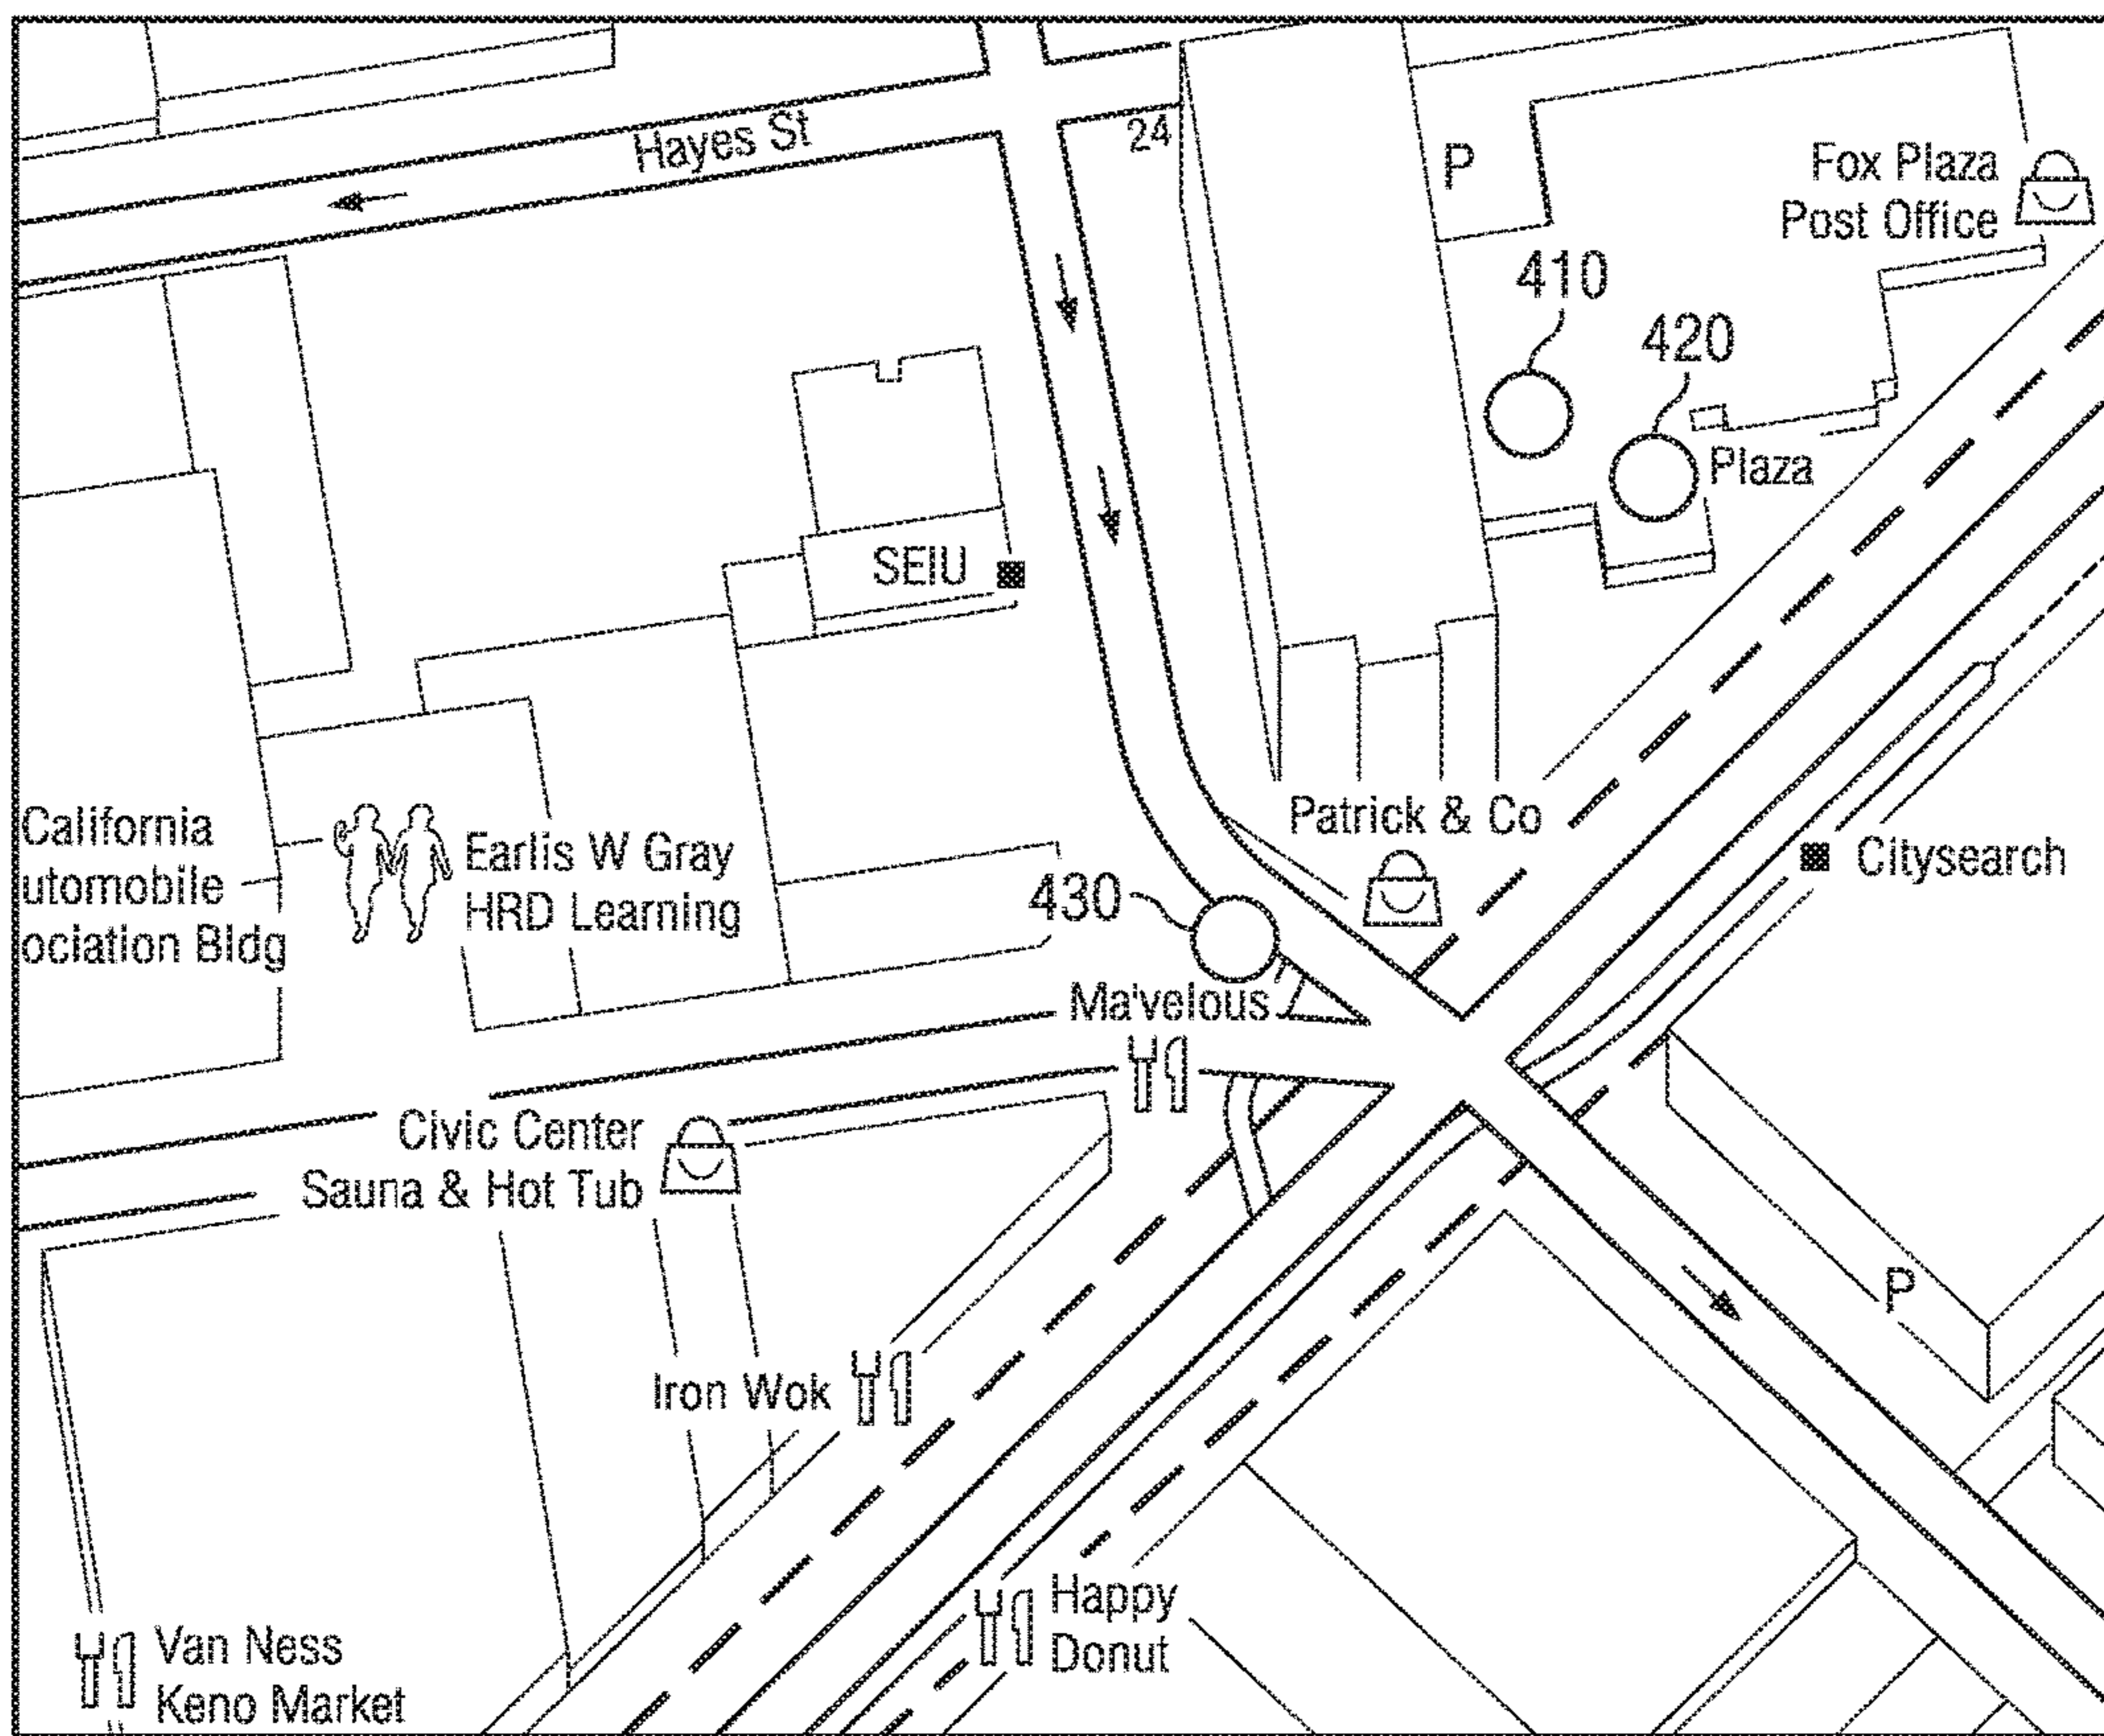 Hayes St
24
P
Fox Plaza
Post Office
410
420
Plaza
SEIU
Patrick & Co
California
utomobile
ociation Bldg
Earlis W Gray
HRD Learning
430
Citysearch
Ma'velous
Civic Center
Sauna & Hot Tub
P
Iron Wok
Happy
Donut
Van Ness
Keno Market